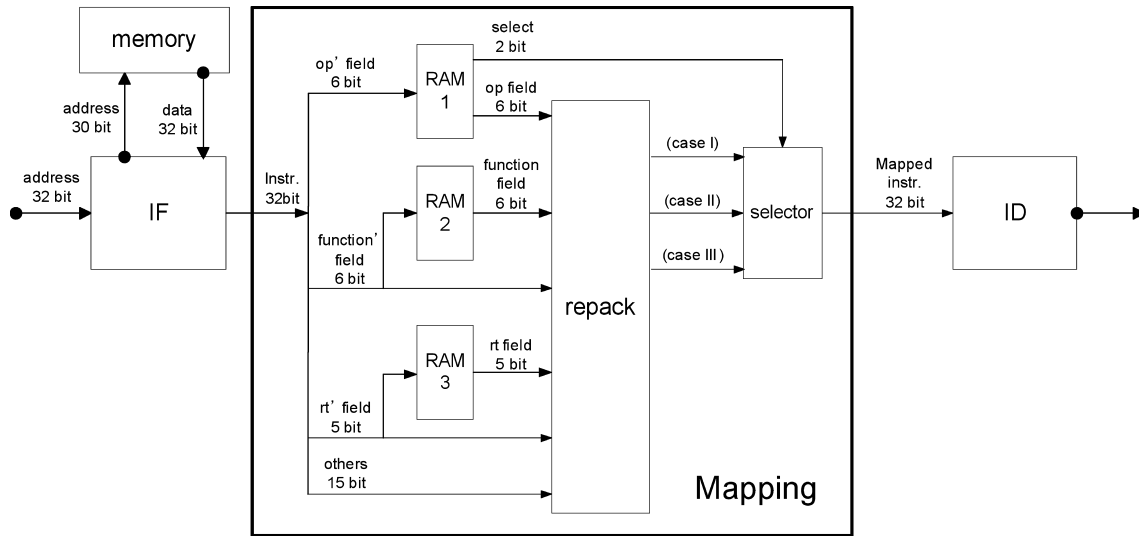 memory
address
30 bit
data
32 bit
address
32 bit
IF
Instr.
32bit
op' field
6 bit
RAM
1
select
2 bit
op field
6 bit
function
field
6 bit
RAM
2
function'
field
6 bit
RAM
3
rt field
5 bit
rt' field
5 bit
others
15 bit
repack
(case I)
(case II)
(case III)
selector
Mapped
instr.
32 bit
ID
Mapping